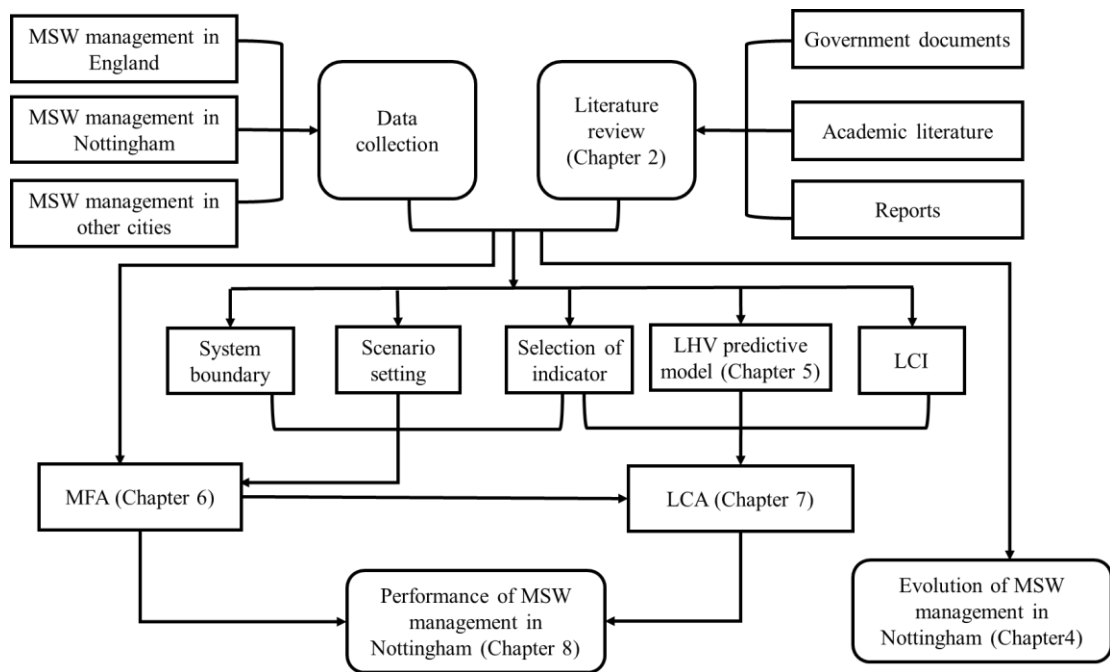 MSW management in
England
MSW management in
Nottingham
MSW management in
other cities
Data
collection
Literature
review
(Chapter 2)
Government documents
Academic literature
Reports
System
boundary
Scenario
setting
Selection of
indicator
LHV predictive
model (Chapter 5)
LCI
MFA (Chapter 6)
LCA (Chapter 7)
Performance of MSW
management in
Nottingham (Chapter 8)
Evolution of MSW
management in
Nottingham (Chapter4)